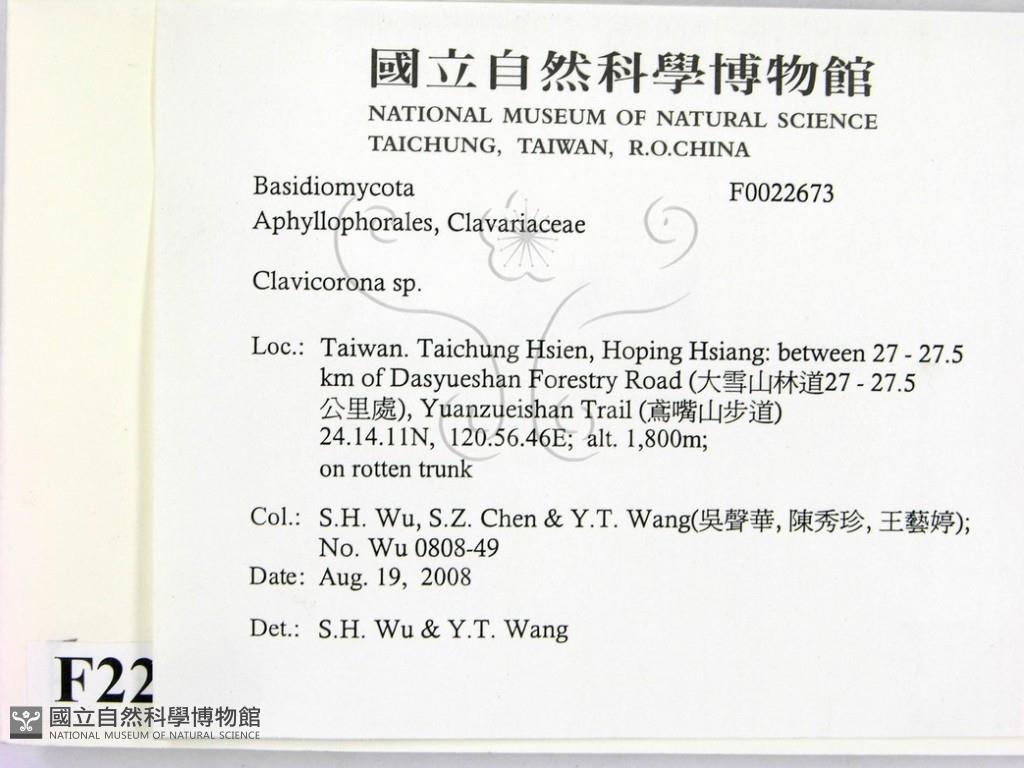 國立自然科學博物館
NATIONAL MUSEUM OF NATURAL SCIENCE
TAICHUNG, TAIWAN, R.O.CHINA
Basidiomycota F0022673
Aphyllophorales, Clavariaceae
Clavicorona sp.
Loc.: Taiwan. Taichung Hsien, Hoping Hsiang: between 27 - 27.5
km of Dasyueshan Forestry Road (大雪山林道27 - 27.5
公里處), Yuanzueishan Trail (鳶嘴山步道)
24.14.11N, 120.56.46E; alt. 1,800m;
on rotten trunk
Col.: S.H. Wu, S.Z. Chen & Y.T. Wang(吳聲華, 陳秀珍, 王藝婷);
No. Wu 0808-49
Date: Aug. 19, 2008
Det.: S.H. Wu & Y.T. Wang
F22
國立自然科學博物館
NATIONAL MUSEUM OF NATURAL SCIENCE